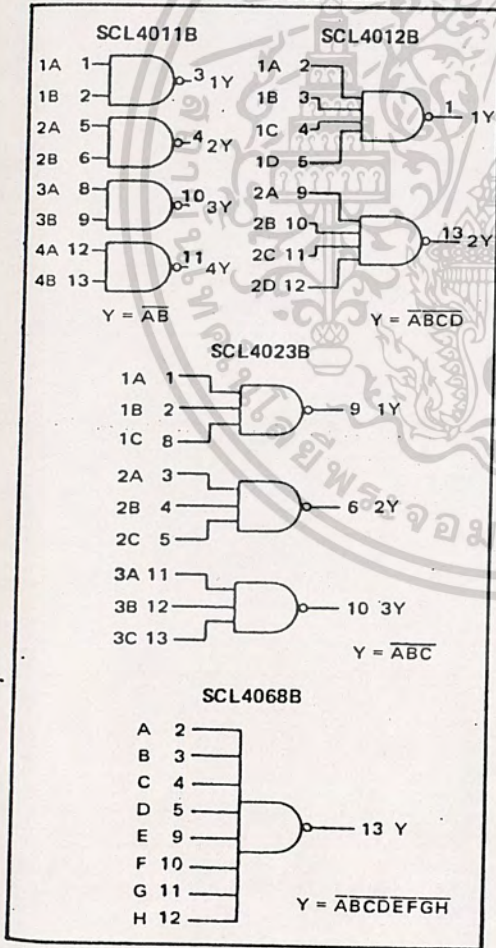 SCL4011B
1A 1 3 1Y
1B 2
2A 5 4 2Y
2B 6
3A 8 10 3Y
3B 9
4A 12 11 4Y
4B 13
Y = A̅B̅
SCL4012B
1A 2
1B 3 1 1Y
1C 4
1D 5
2A 9
2B 10 13 2Y
2C 11
2D 12
Y = A̅B̅C̅D̅
SCL4023B
1A 1
1B 2 9 1Y
1C 8
2A 3
2B 4 6 2Y
2C 5
3A 11
3B 12 10 3Y
3C 13
Y = A̅B̅C̅
SCL4068B
A 2
B 3
C 4
D 5
E 9 13 Y
F 10
G 11
H 12
Y = A̅B̅C̅D̅E̅F̅G̅H̅